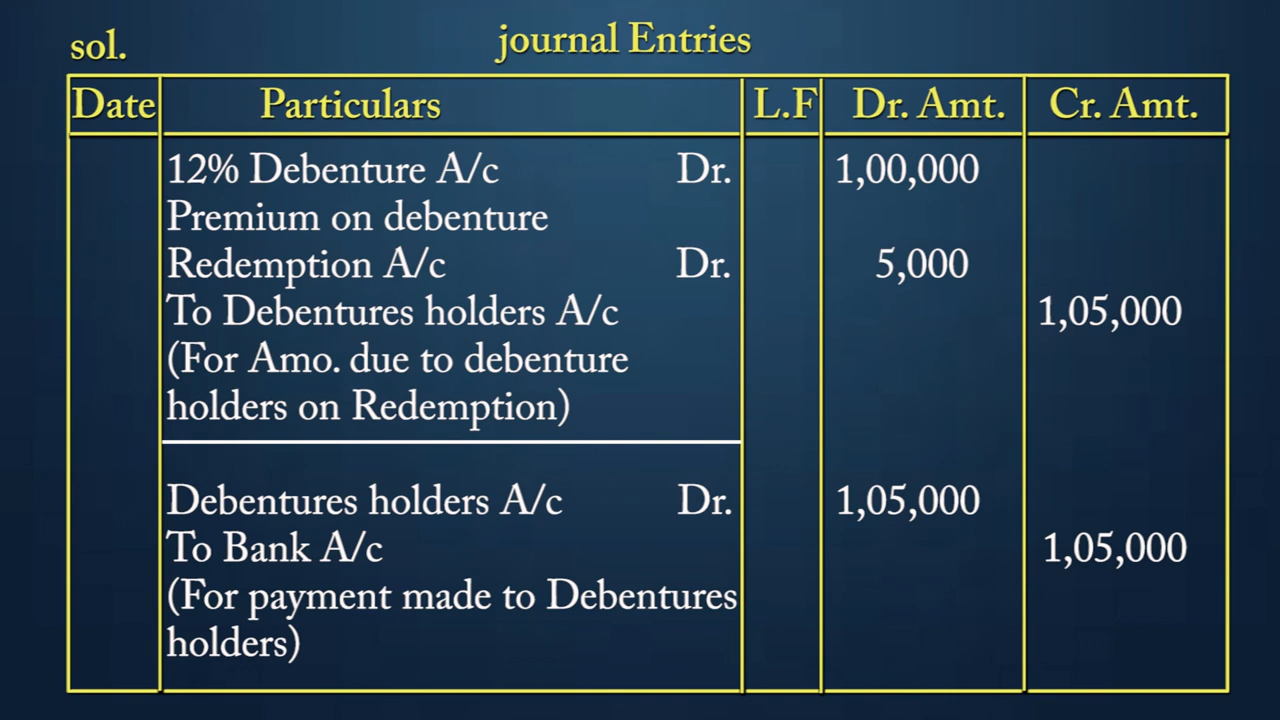 sol.
journal Entries
Date Particulars L.F Dr. Amt. Cr. Amt.
12% Debenture A/c Dr. 1,00,000
Premium on debenture
Redemption A/c Dr. 5,000
To Debentures holders A/c 1,05,000
(For Amo. due to debenture
holders on Redemption)
Debentures holders A/c Dr. 1,05,000
To Bank A/c 1,05,000
(For payment made to Debentures
holders)